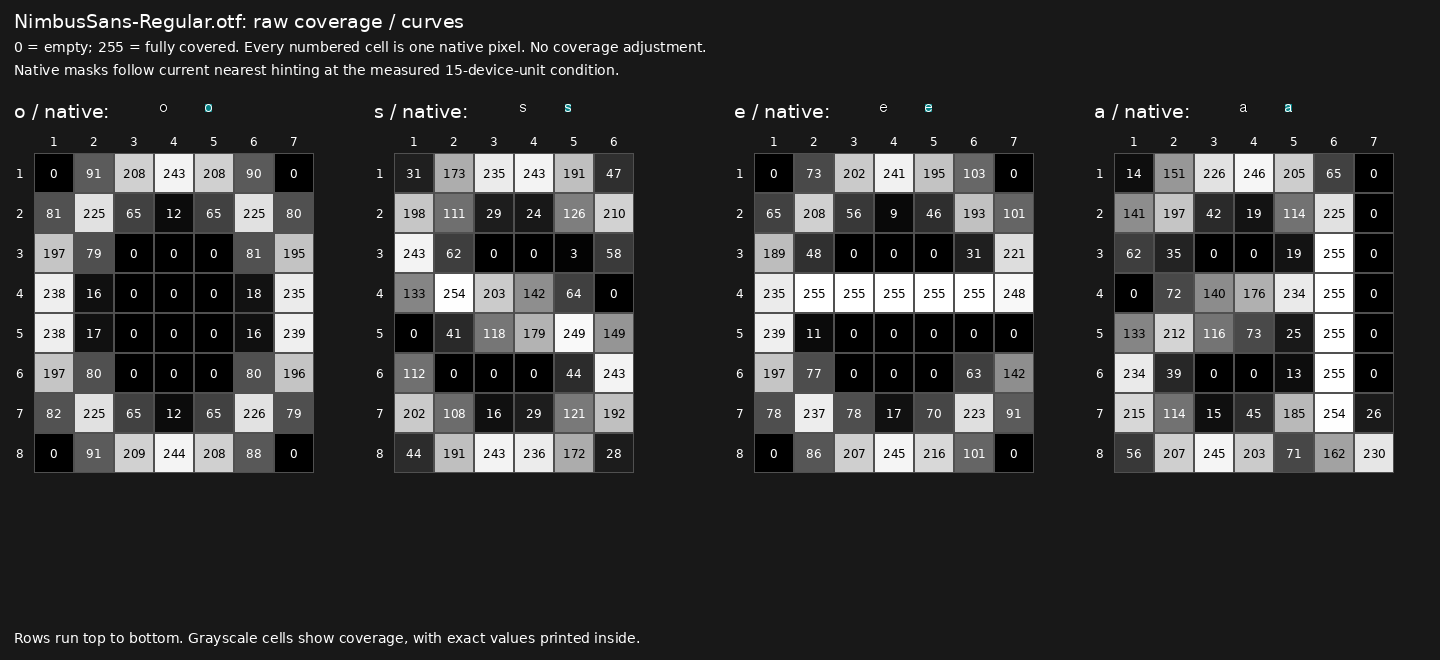 NimbusSans-Regular.otf: raw coverage / curves
0 = empty; 255 = fully covered. Every numbered cell is one native pixel. No coverage adjustment.
Native masks follow current nearest hinting at the measured 15-device-unit condition.
o / native: o o
1 2 3 4 5 6 7
1 0 91 208 243 208 90 0
2 81 225 65 12 65 225 80
3 197 79 0 0 0 81 195
4 238 16 0 0 0 18 235
5 238 17 0 0 0 16 239
6 197 80 0 0 0 80 196
7 82 225 65 12 65 226 79
8 0 91 209 244 208 88 0
s / native: s s
1 2 3 4 5 6
1 31 173 235 243 191 47
2 198 111 29 24 126 210
3 243 62 0 0 3 58
4 133 254 203 142 64 0
5 0 41 118 179 249 149
6 112 0 0 0 44 243
7 202 108 16 29 121 192
8 44 191 243 236 172 28
e / native: e e
1 2 3 4 5 6 7
1 0 73 202 241 195 103 0
2 65 208 56 9 46 193 101
3 189 48 0 0 0 31 221
4 235 255 255 255 255 255 248
5 239 11 0 0 0 0 0
6 197 77 0 0 0 63 142
7 78 237 78 17 70 223 91
8 0 86 207 245 216 101 0
a / native: a a
1 2 3 4 5 6 7
1 14 151 226 246 205 65 0
2 141 197 42 19 114 225 0
3 62 35 0 0 19 255 0
4 0 72 140 176 234 255 0
5 133 212 116 73 25 255 0
6 234 39 0 0 13 255 0
7 215 114 15 45 185 254 26
8 56 207 245 203 71 162 230
Rows run top to bottom. Grayscale cells show coverage, with exact values printed inside.